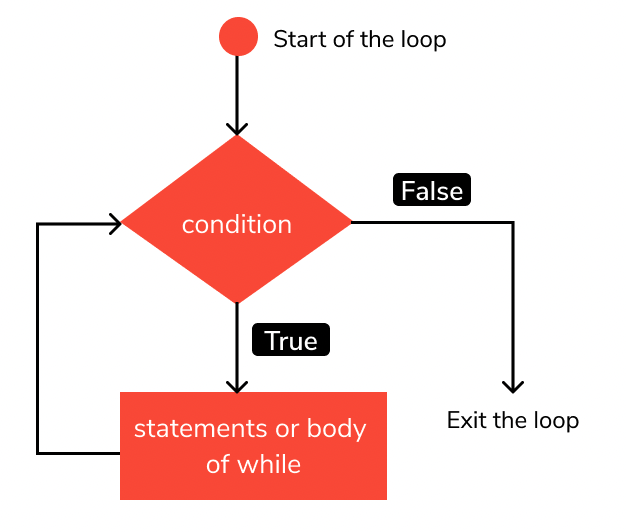 Start of the loop
False
condition
True
statements or body
of while
Exit the loop